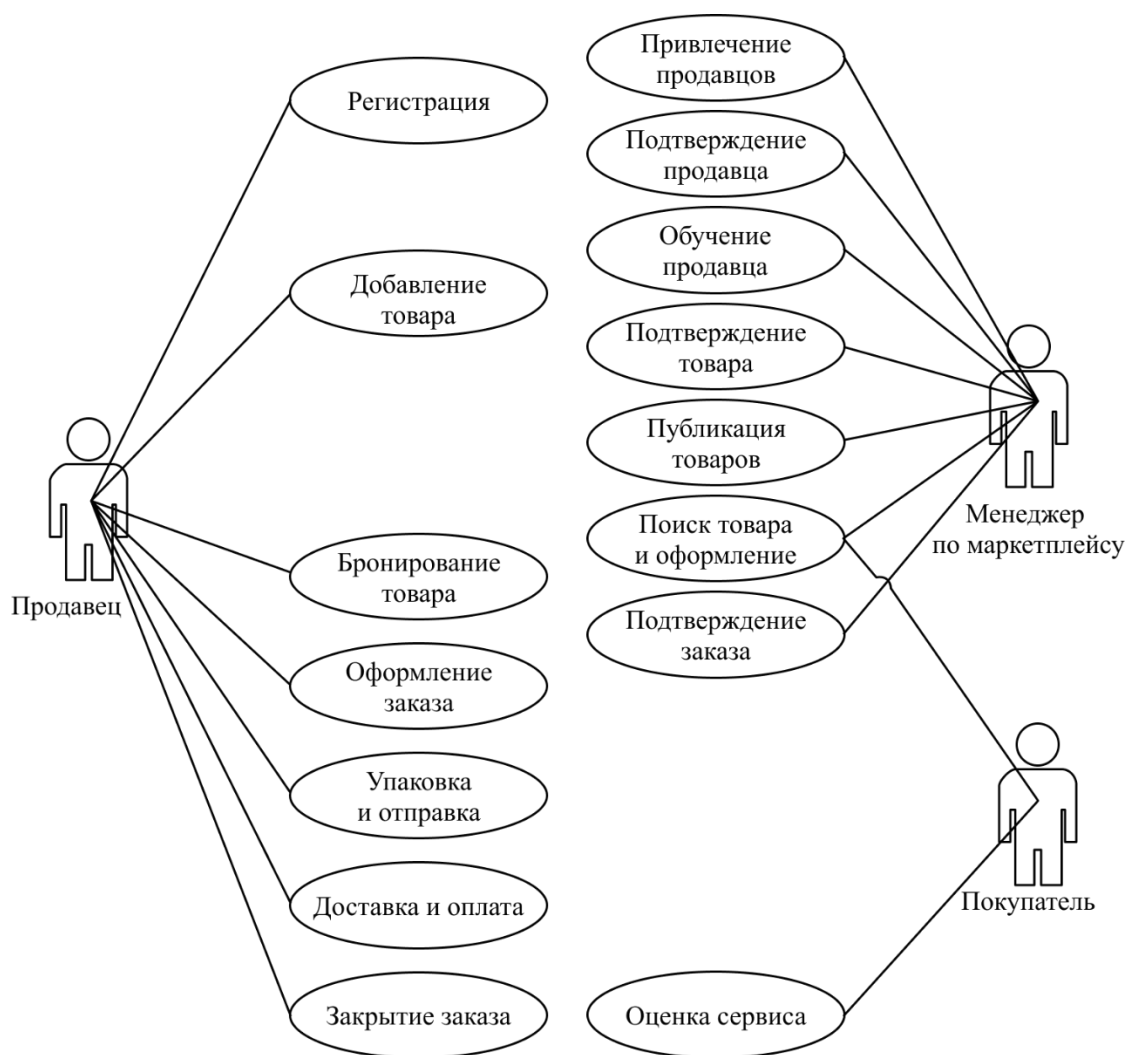 Привлечение
продавцов
Регистрация
Подтверждение
продавца
Обучение
продавца
Добавление
товара
Подтверждение
товара
Публикация
товаров
Менеджер
по маркетплейсу
Поиск товара
и оформление
Бронирование
товара
Продавец
Подтверждение
заказа
Оформление
заказа
Упаковка
и отправка
Доставка и оплата
Покупатель
Закрытие заказа
Оценка сервиса